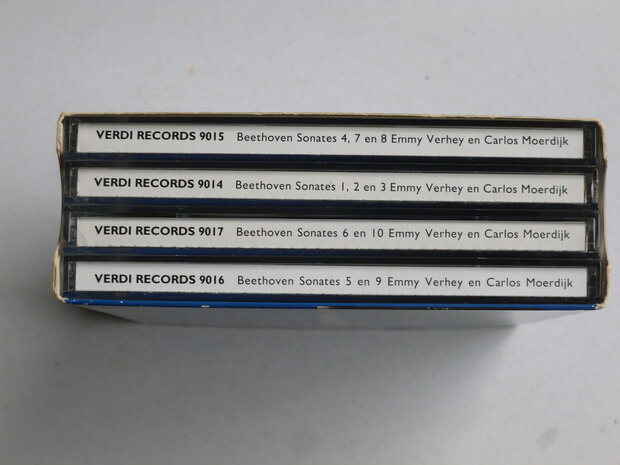 VERDI RECORDS 9015 Beethoven Sonates 4, 7 en 8 Emmy Verhey en Carlos Moerdijk
VERDI RECORDS 9014 Beethoven Sonates 1, 2 en 3 Emmy Verhey en Carlos Moerdijk
VERDI RECORDS 9017 Beethoven Sonates 6 en 10 Emmy Verhey en Carlos Moerdijk
VERDI RECORDS 9016 Beethoven Sonates 5 en 9 Emmy Verhey en Carlos Moerdijk